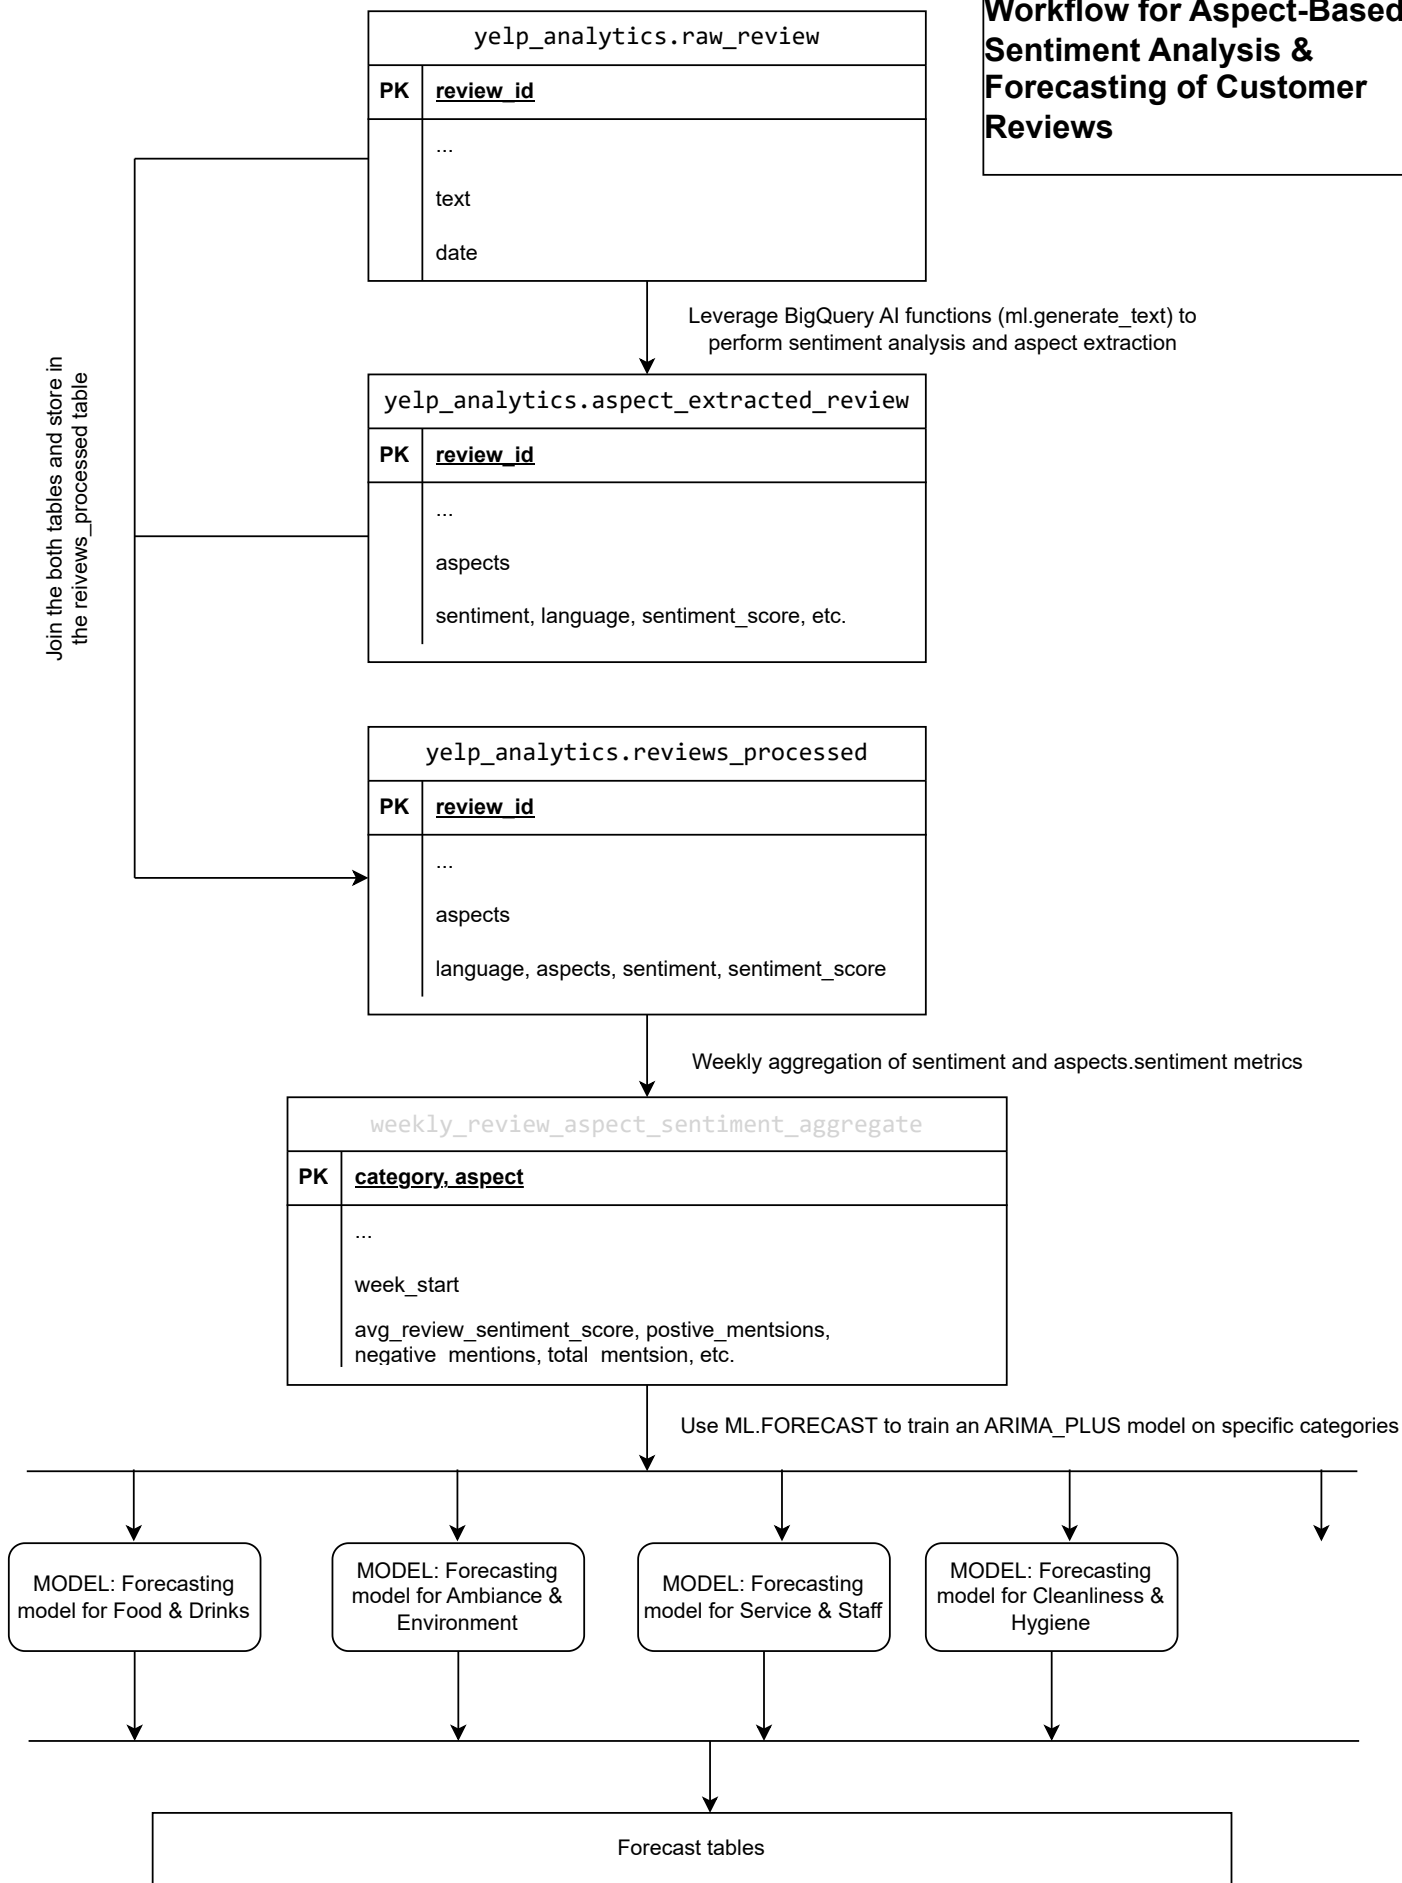 Workflow for Aspect-Based
Sentiment Analysis &
Forecasting of Customer
Reviews
yelp_analytics.raw_review
PK review_id
...
text
date
Leverage BigQuery AI functions (ml.generate_text) to
perform sentiment analysis and aspect extraction
Join the both tables and store in
the reivews_processed table
yelp_analytics.aspect_extracted_review
PK review_id
...
aspects
sentiment, language, sentiment_score, etc.
yelp_analytics.reviews_processed
PK review_id
...
aspects
language, aspects, sentiment, sentiment_score
Weekly aggregation of sentiment and aspects.sentiment metrics
weekly_review_aspect_sentiment_aggregate
PK category, aspect
...
week_start
avg_review_sentiment_score, postive_mentsions,
negative_mentions, total_mentsion, etc.
Use ML.FORECAST to train an ARIMA_PLUS model on specific categories
MODEL: Forecasting
model for Food & Drinks
MODEL: Forecasting
model for Ambiance &
Environment
MODEL: Forecasting
model for Service & Staff
MODEL: Forecasting
model for Cleanliness &
Hygiene
Forecast tables